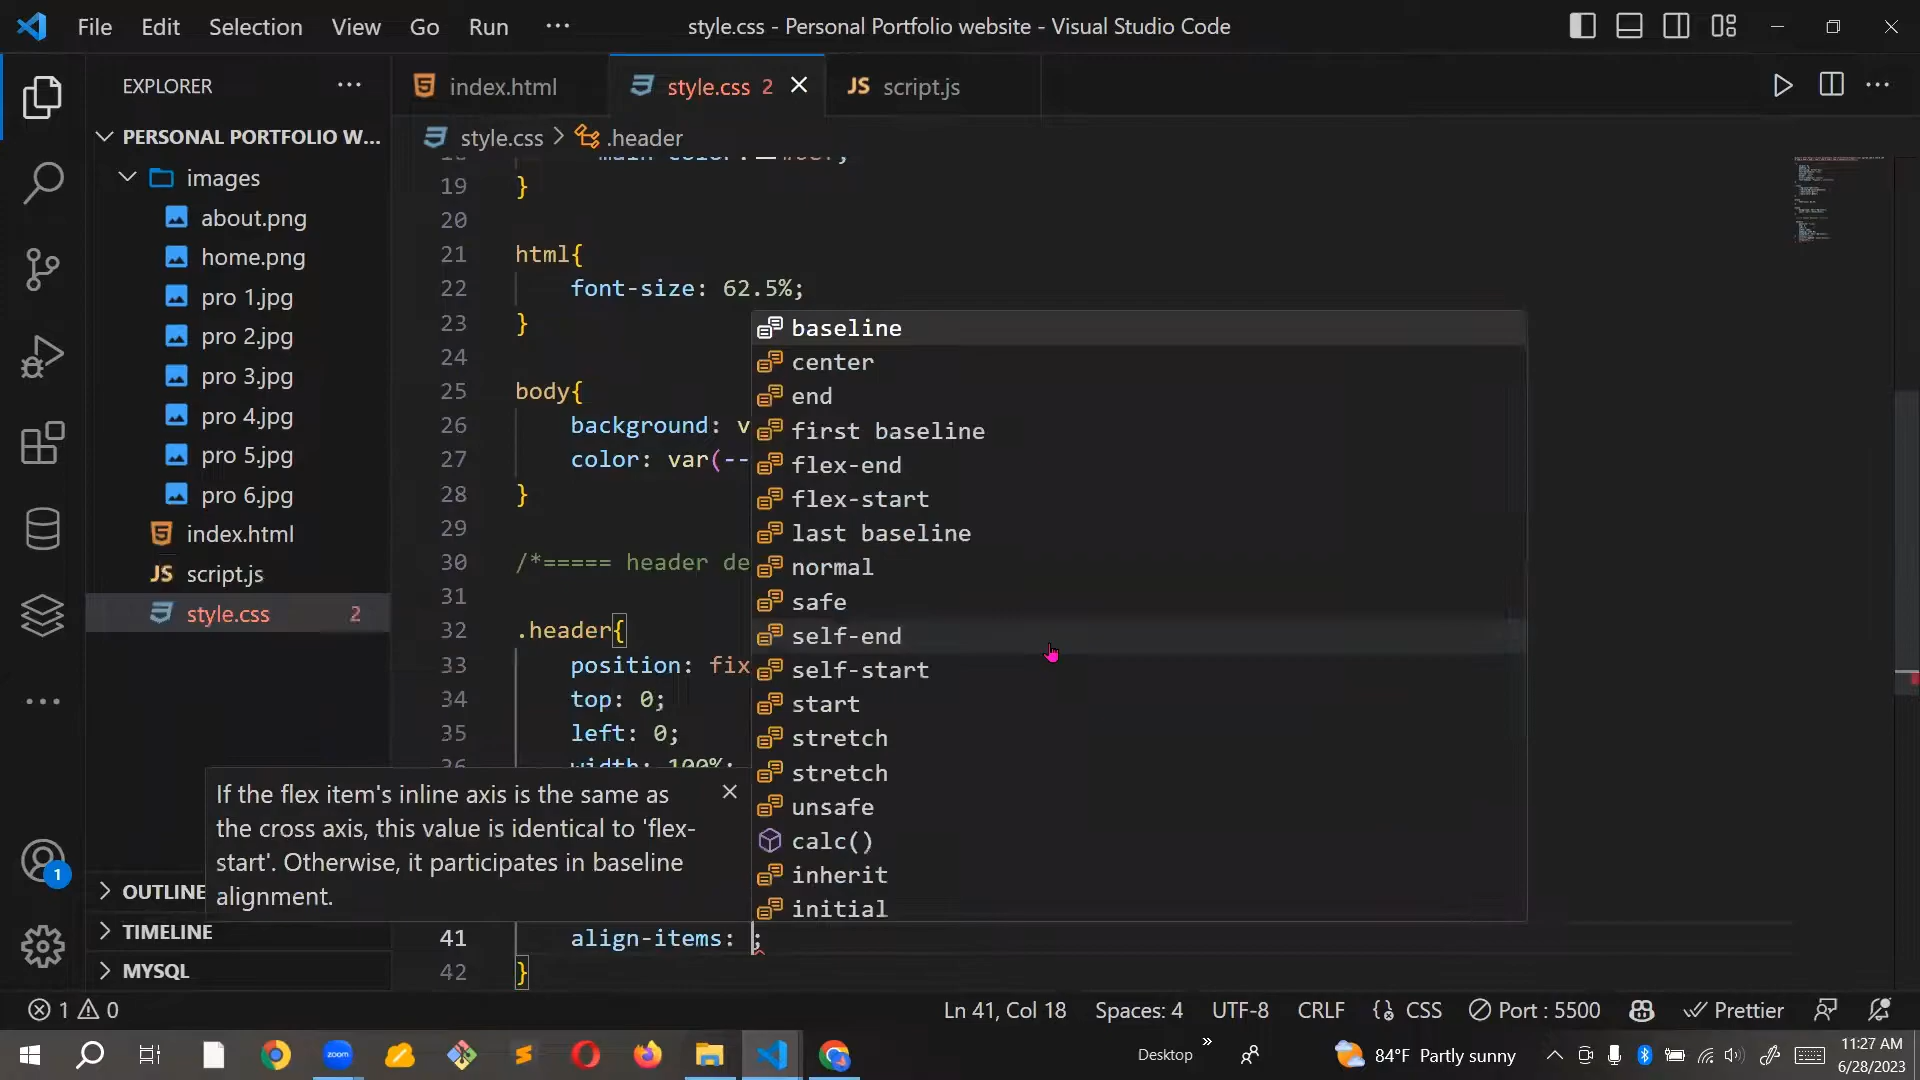 File Edit Selection View Go Run ···
style.css - Personal Portfolio website - Visual Studio Code
EXPLORER ···
index.html
style.css 2
JS script.js
PERSONAL PORTFOLIO W...
style.css > .header
images
about.png
home.png
pro 1.jpg
pro 2.jpg
pro 3.jpg
pro 4.jpg
pro 5.jpg
pro 6.jpg
index.html
JS script.js
style.css 2
OUTLINE
TIMELINE
MYSQL
1
19 }
20
21 html{
22 font-size: 62.5%;
23 }
24
25 body{
26 background: v
27 color: var(--
28 }
29
30 /*===== header de
31
32 .header{
33 position: fix
34 top: 0;
35 left: 0;
36 width: 100%;
41 align-items: ;
42 }
baseline
center
end
first baseline
flex-end
flex-start
last baseline
normal
safe
self-end
self-start
start
stretch
stretch
unsafe
calc()
inherit
initial
If the flex item's inline axis is the same as
the cross axis, this value is identical to 'flex-
start'. Otherwise, it participates in baseline
alignment.
1 0
Ln 41, Col 18 Spaces: 4 UTF-8 CRLF CSS Port : 5500 Prettier
zoom
Desktop
84°F Partly sunny
11:27 AM
6/28/2023